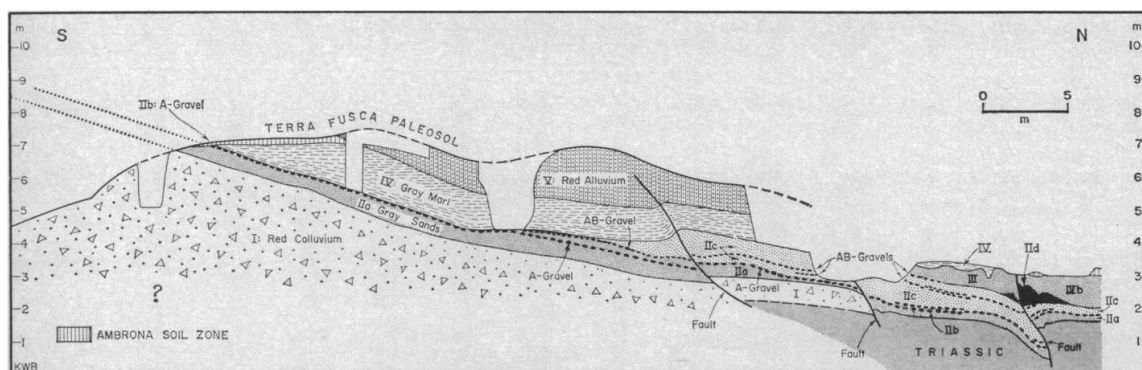 S
N
m
m
10
10
9
9
8
8
7
7
6
6
5
5
4
4
3
3
2
2
1
1
0 5
m
IIb: A-Gravel
TERRA FUSCA PALEOSOL
IV: Gray Marl
V: Red Alluvium
IIa: Gray Sands
AB-Gravel
I: Red Colluvium
A-Gravel
IIc
IIa
A-Gravel
I
AB-Gravels
IV
IId
III
IVb
IIc
IIc
IIa
IIb
?
Fault
Fault
Fault
TRIASSIC
AMBRONA SOIL ZONE
KWB